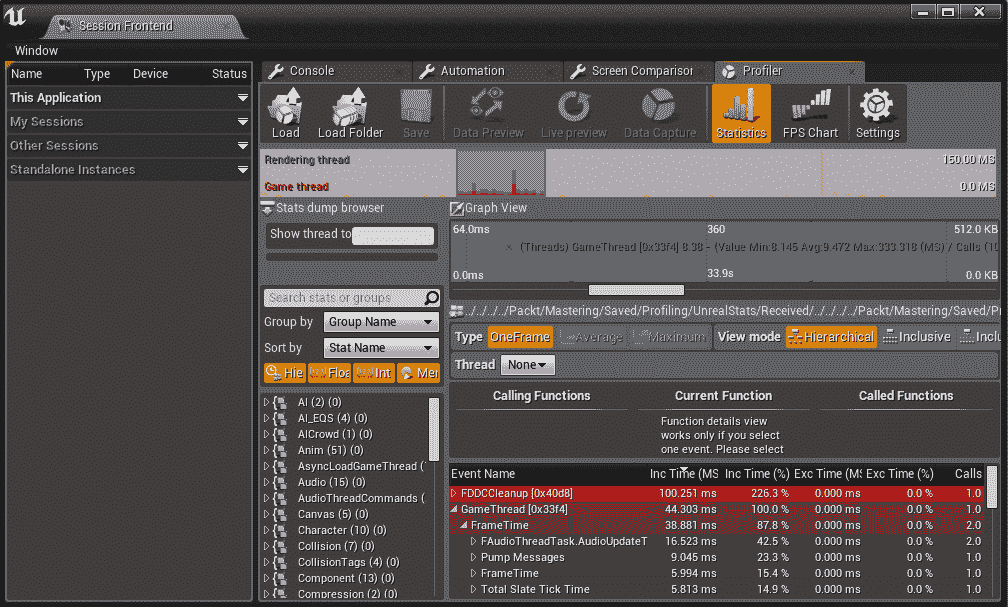 Session Frontend
Window
Name Type Device Status
This Application
My Sessions
Other Sessions
Standalone Instances
Console Automation Screen Comparisor Profiler
Load Load Folder Save Data Preview Live preview Data Capture Statistics FPS Chart Settings
Rendering thread 150.00 MS
Game thread 0.0 MS
Stats dump browser
Show thread to
Search stats or groups
Group by Group Name
Sort by Stat Name
Hie Floa Int Mer
AI (2) (0)
AI_EQS (4) (0)
AICrowd (1) (0)
Anim (51) (0)
AsyncLoadGameThread (
Audio (15) (0)
AudioThreadCommands (
Canvas (5) (0)
Character (10) (0)
Collision (7) (0)
CollisionTags (4) (0)
Component (13) (0)
Compression (2) (0)
Graph View
64.0ms 360 512.0 KB
(Threads) GameThread [0x33f4] 8.38 - (Value Min:8.145 Avg:9.472 Max:333.318 (MS) / Calls (10
0.0ms 33.9s 0.0 KB
../../../../Packt/Mastering/Saved/Profiling/UnrealStats/Received/../../../../Packt/Mastering/Saved/P
Type OneFrame Average Maximum View mode Hierarchical Inclusive Inclu
Thread None
Calling Functions Current Function Called Functions
Function details view
works only if you select
one event. Please select
Event Name Inc Time (MS Inc Time (%) Exc Time (MS Exc Time (%) Calls
FDDCCleanup [0x40d8] 100.251 ms 226.3 % 0.000 ms 0.0 % 1.0
GameThread [0x33f4] 44.303 ms 100.0 % 0.000 ms 0.0 % 1.0
FrameTime 38.881 ms 87.8 % 0.000 ms 0.0 % 2.0
FAudioThreadTask.AudioUpdateT 16.523 ms 42.5 % 0.000 ms 0.0 % 2.0
Pump Messages 9.045 ms 23.3 % 0.000 ms 0.0 % 1.0
FrameTime 5.994 ms 15.4 % 0.000 ms 0.0 % 1.0
Total Slate Tick Time 5.813 ms 14.9 % 0.000 ms 0.0 % 1.0